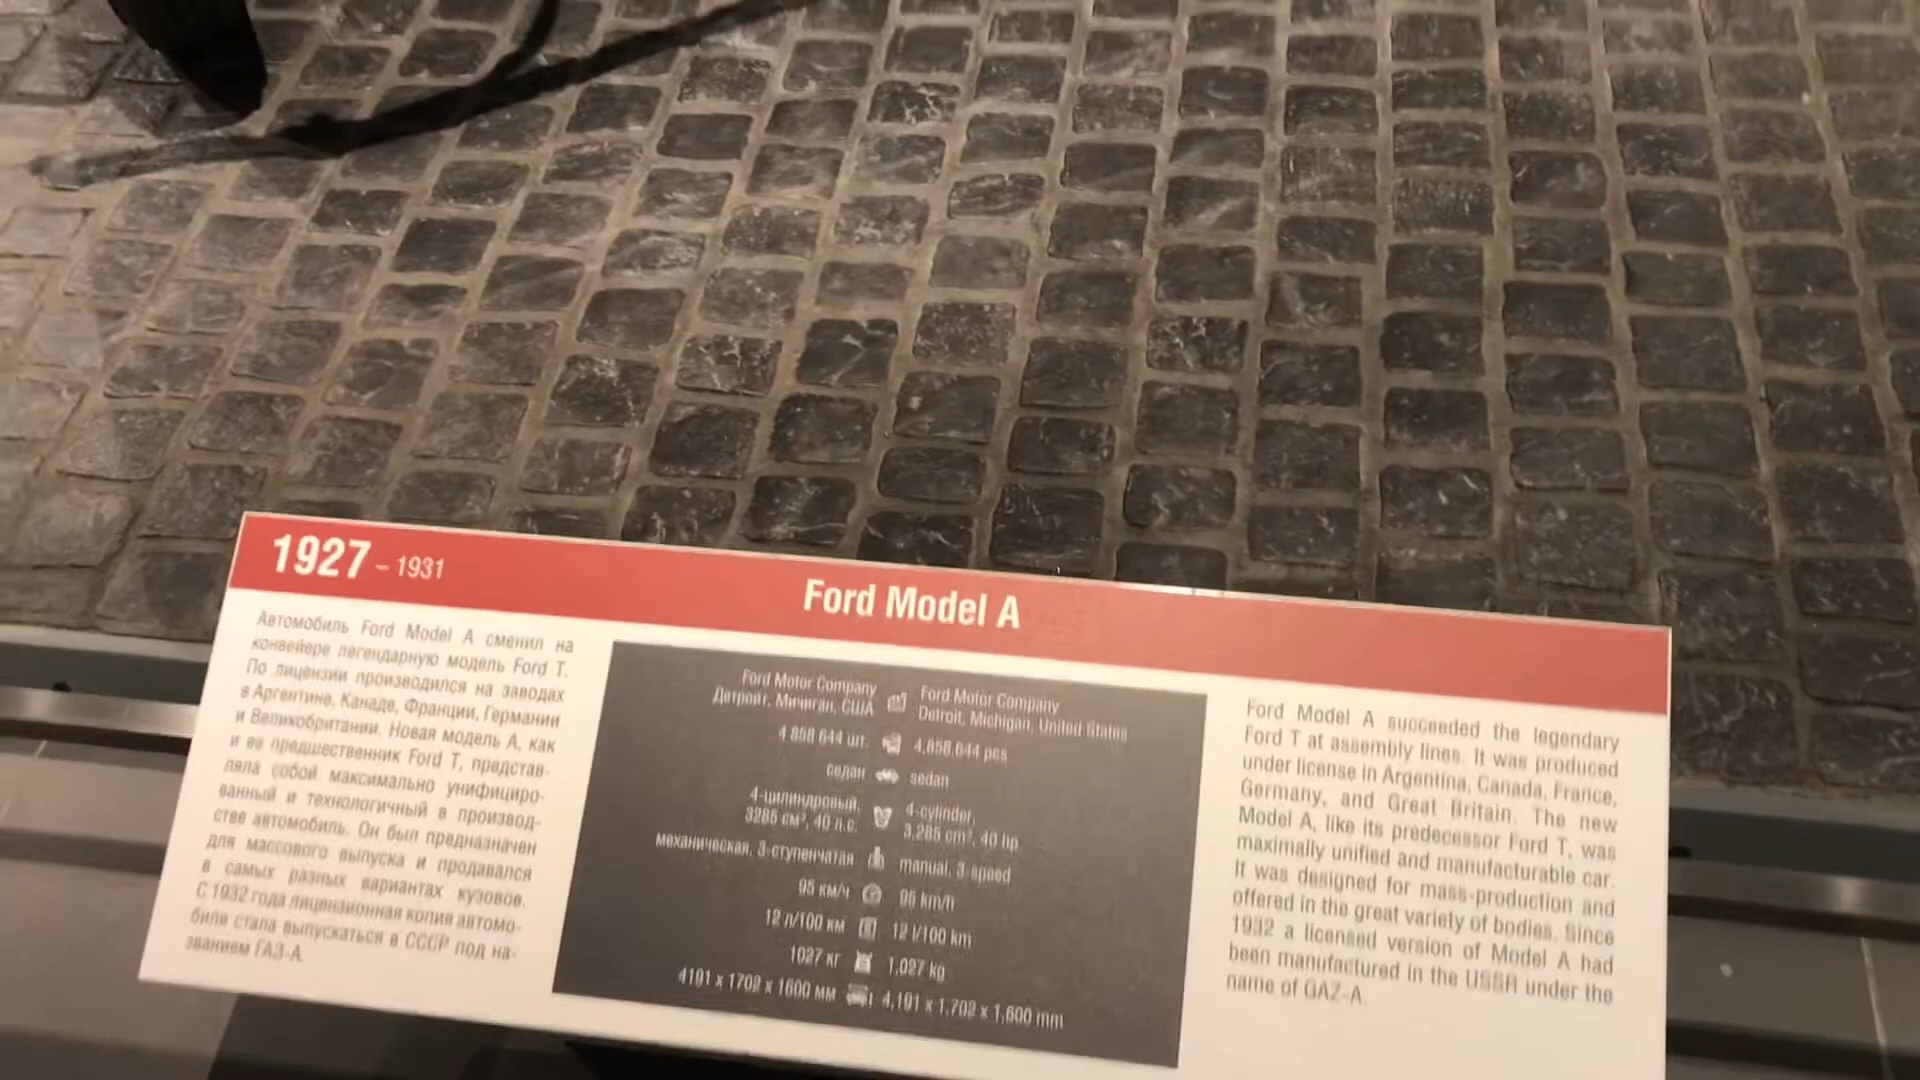 1927 – 1931
Ford Model A
Автомобиль Ford Model A сменил на
конвейере легендарную модель Ford T.
По лицензии производился на заводах
в Аргентине, Канаде, Франции, Германии
и Великобритании. Новая модель А, как
и ее предшественник Ford T, представ-
ляла собой максимально унифициро-
ванный и технологичный в производ-
стве автомобиль. Он был предназначен
для массового выпуска и продавался
в самых разных вариантах кузовов.
С 1932 года лицензионная копия автомо-
биля стала выпускаться в СССР под на-
званием ГАЗ-А.
Ford Motor Company
Детройт, Мичиган, США
4 858 644 шт.
седан
4-цилиндровый,
3285 см³, 40 л.с.
механическая, 3-ступенчатая
95 км/ч
12 л/100 км
1027 кг
4191 x 1702 x 1600 мм
Ford Motor Company
Detroit, Michigan, United States
4,858,644 pcs
sedan
4-cylinder,
3,285 cm³, 40 hp
manual, 3-speed
95 km/h
12 l/100 km
1,027 kg
4,191 x 1,702 x 1,600 mm
Ford Model A succeeded the legendary
Ford T at assembly lines. It was produced
under license in Argentina, Canada, France,
Germany, and Great Britain. The new
Model A, like its predecessor Ford T, was
maximally unified and manufacturable car.
It was designed for mass-production and
offered in the great variety of bodies. Since
1932 a licensed version of Model A had
been manufactured in the USSR under the
name of GAZ-A.